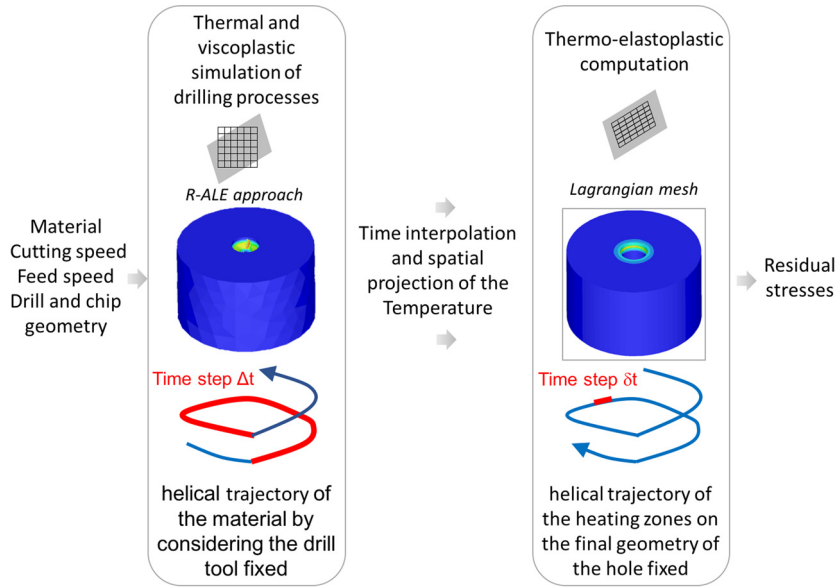 Material
Cutting speed
Feed speed
Drill and chip
geometry
Thermal and
viscoplastic
simulation of
drilling processes
R-ALE approach
Time step Δt
helical trajectory of
the material by
considering the drill
tool fixed
Time interpolation
and spatial
projection of the
Temperature
Thermo-elastoplastic
computation
Lagrangian mesh
Time step δt
helical trajectory of
the heating zones on
the final geometry of
the hole fixed
Residual
stresses